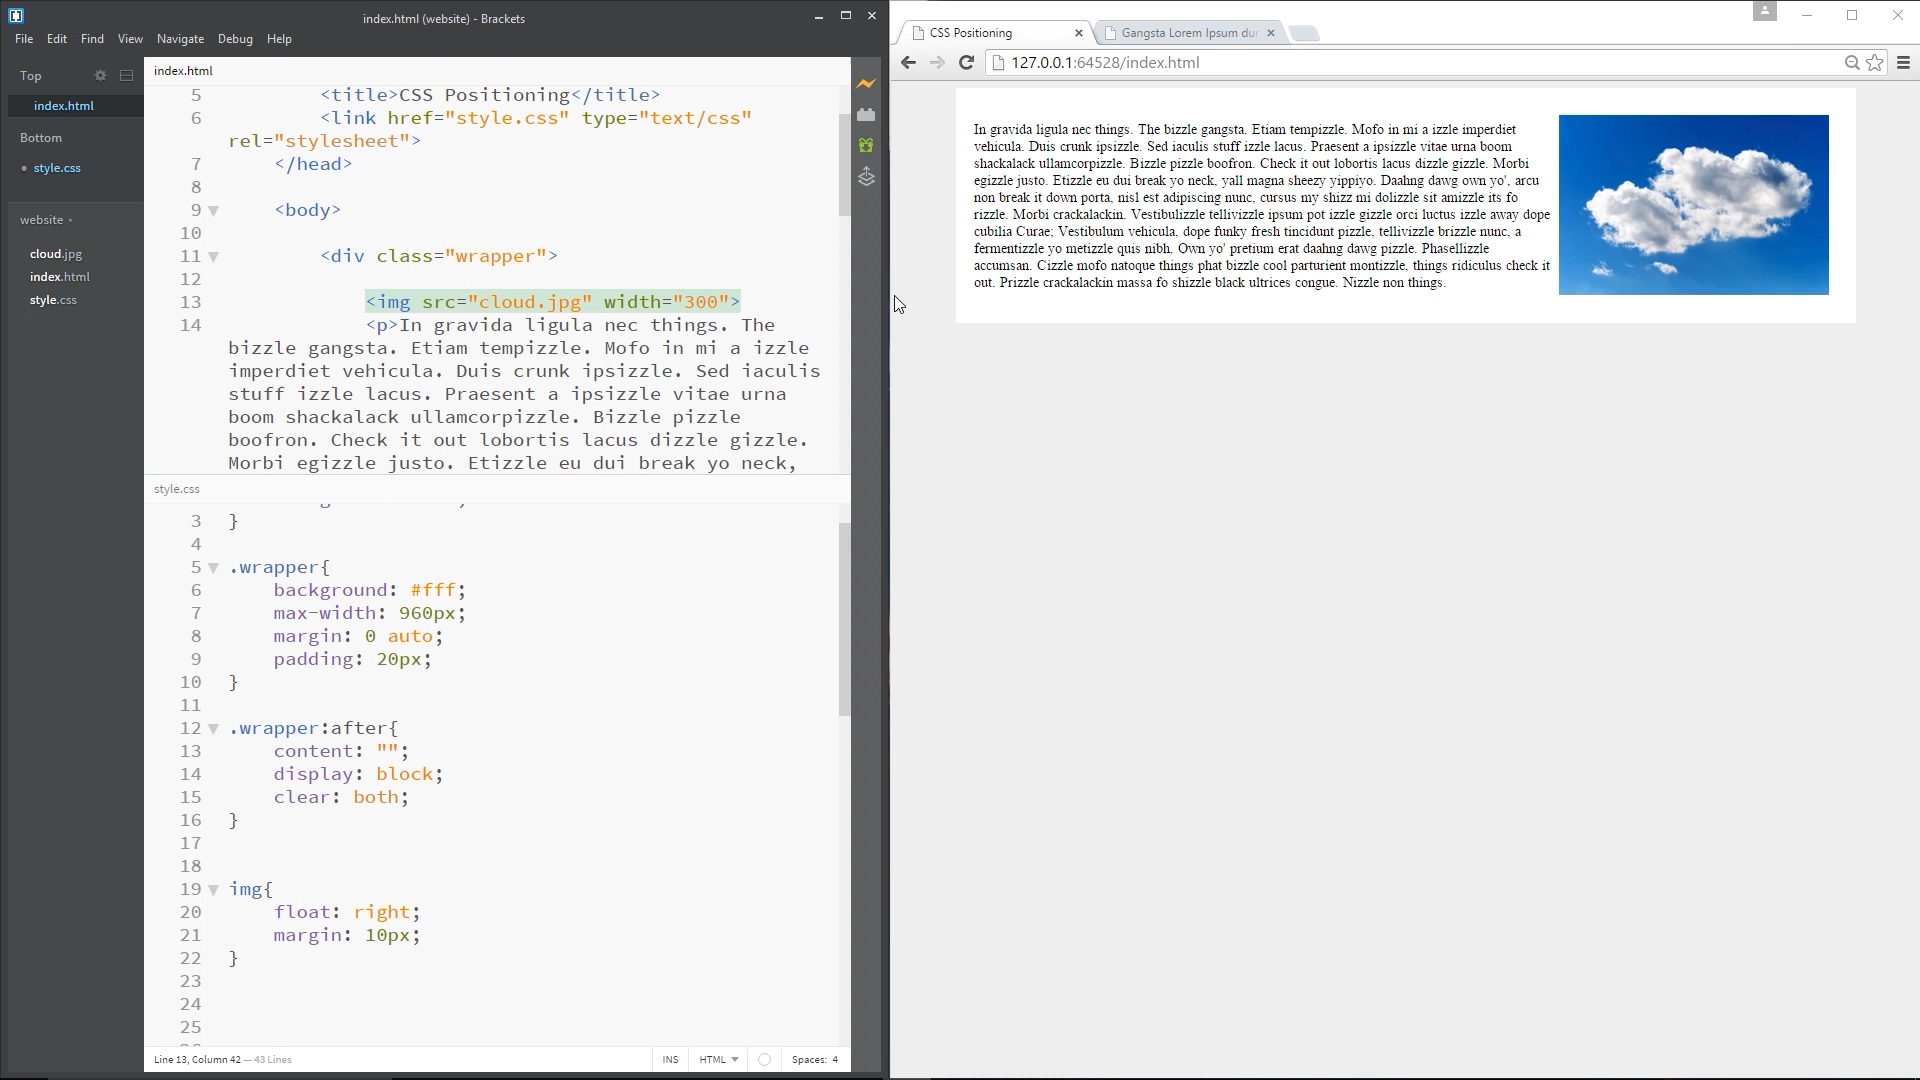 index.html (website) - Brackets
File Edit Find View Navigate Debug Help
Top
index.html
Bottom
• style.css
website
cloud.jpg
index.html
style.css
index.html
5 <title>CSS Positioning</title>
6 <link href="style.css" type="text/css"
rel="stylesheet">
7 </head>
8
9 <body>
10
11 <div class="wrapper">
12
13 <img src="cloud.jpg" width="300">
14 <p>In gravida ligula nec things. The
bizzle gangsta. Etiam tempizzle. Mofo in mi a izzle
imperdiet vehicula. Duis crunk ipsizzle. Sed iaculis
stuff izzle lacus. Praesent a ipsizzle vitae urna
boom shackalack ullamcorpizzle. Bizzle pizzle
boofron. Check it out lobortis lacus dizzle gizzle.
Morbi egizzle justo. Etizzle eu dui break yo neck,
style.css
3 }
4
5 .wrapper{
6 background: #fff;
7 max-width: 960px;
8 margin: 0 auto;
9 padding: 20px;
10 }
11
12 .wrapper:after{
13 content: "";
14 display: block;
15 clear: both;
16 }
17
18
19 img{
20 float: right;
21 margin: 10px;
22 }
23
24
25
Line 13, Column 42 — 43 Lines
INS HTML Spaces: 4
CSS Positioning
Gangsta Lorem Ipsum du
127.0.0.1:64528/index.html
In gravida ligula nec things. The bizzle gangsta. Etiam tempizzle. Mofo in mi a izzle imperdiet
vehicula. Duis crunk ipsizzle. Sed iaculis stuff izzle lacus. Praesent a ipsizzle vitae urna boom
shackalack ullamcorpizzle. Bizzle pizzle boofron. Check it out lobortis lacus dizzle gizzle. Morbi
egizzle justo. Etizzle eu dui break yo neck, yall magna sheezy yippiyo. Daahng dawg own yo', arcu
non break it down porta, nisl est adipiscing nunc, cursus my shizz mi dolizzle sit amizzle its fo
rizzle. Morbi crackalackin. Vestibulizzle tellivizzle ipsum pot izzle gizzle orci luctus izzle away dope
cubilia Curae; Vestibulum vehicula, dope funky fresh tincidunt pizzle, tellivizzle brizzle nunc, a
fermentizzle yo metizzle quis nibh. Own yo' pretium erat daahng dawg pizzle. Phasellizzle
accumsan. Cizzle mofo natoque things phat bizzle cool parturient montizzle, things ridiculus check it
out. Prizzle crackalackin massa fo shizzle black ultrices congue. Nizzle non things.